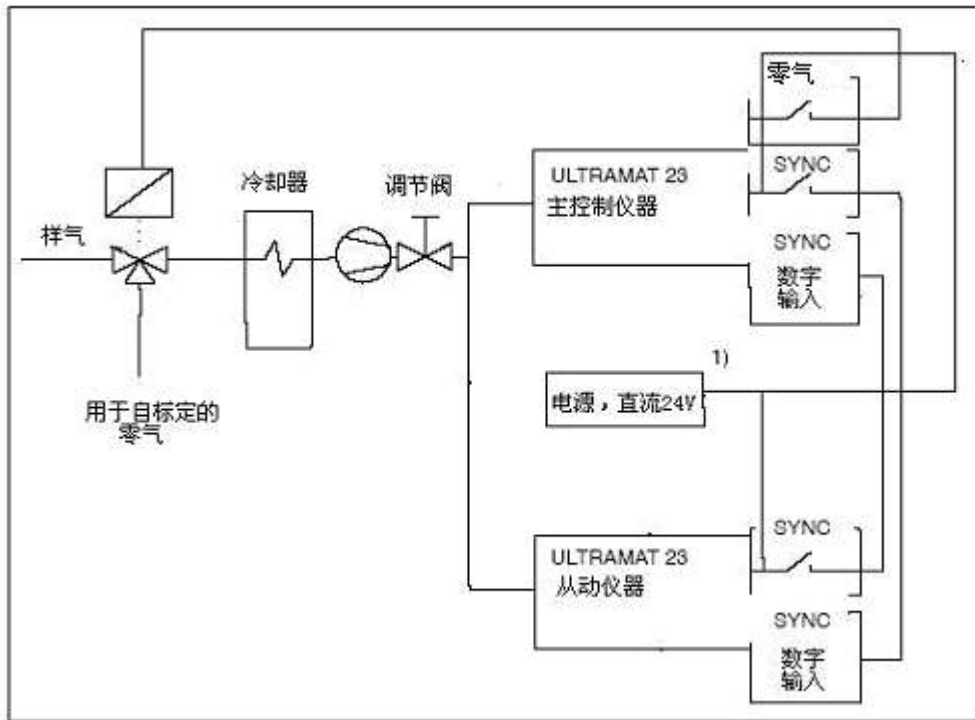 零气
ULTRAMAT 23
主控制仪器
SYNC
SYNC
数字
输入
冷却器
调节阀
样气
用于自标定的
零气
1)
电源，直流24V
ULTRAMAT 23
从动仪器
SYNC
SYNC
数字
输入